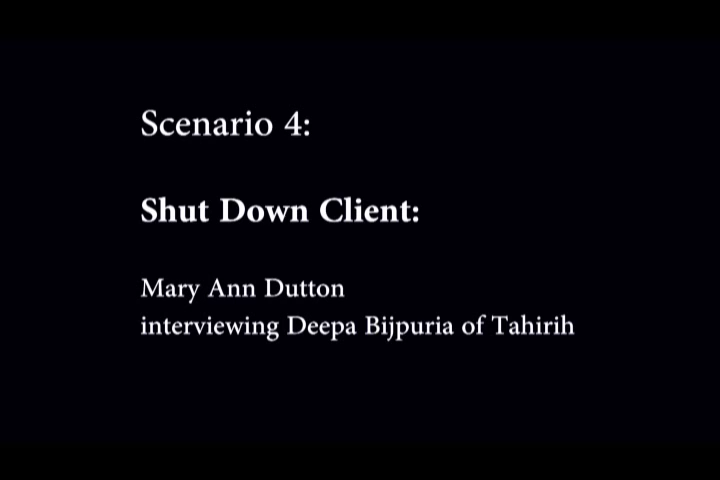 Scenario 4:
Shut Down Client:
Mary Ann Dutton
interviewing Deepa Bijpuria of Tahirih